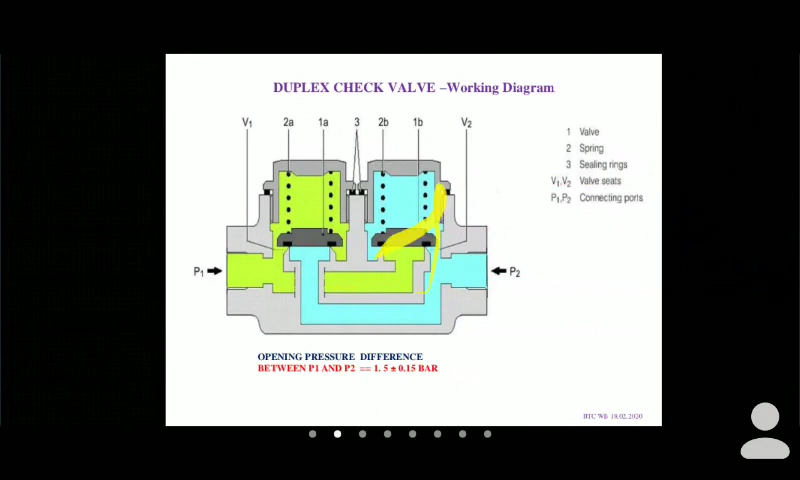 DUPLEX CHECK VALVE –Working Diagram
V1 2a 1a 3 2b 1b V2
1 Valve
2 Spring
3 Sealing rings
V1,V2 Valve seats
P1,P2 Connecting ports
P1 P2
OPENING PRESSURE DIFFERENCE
BETWEEN P1 AND P2 == 1. 5 ± 0.15 BAR
BTC WB 18.02.2020